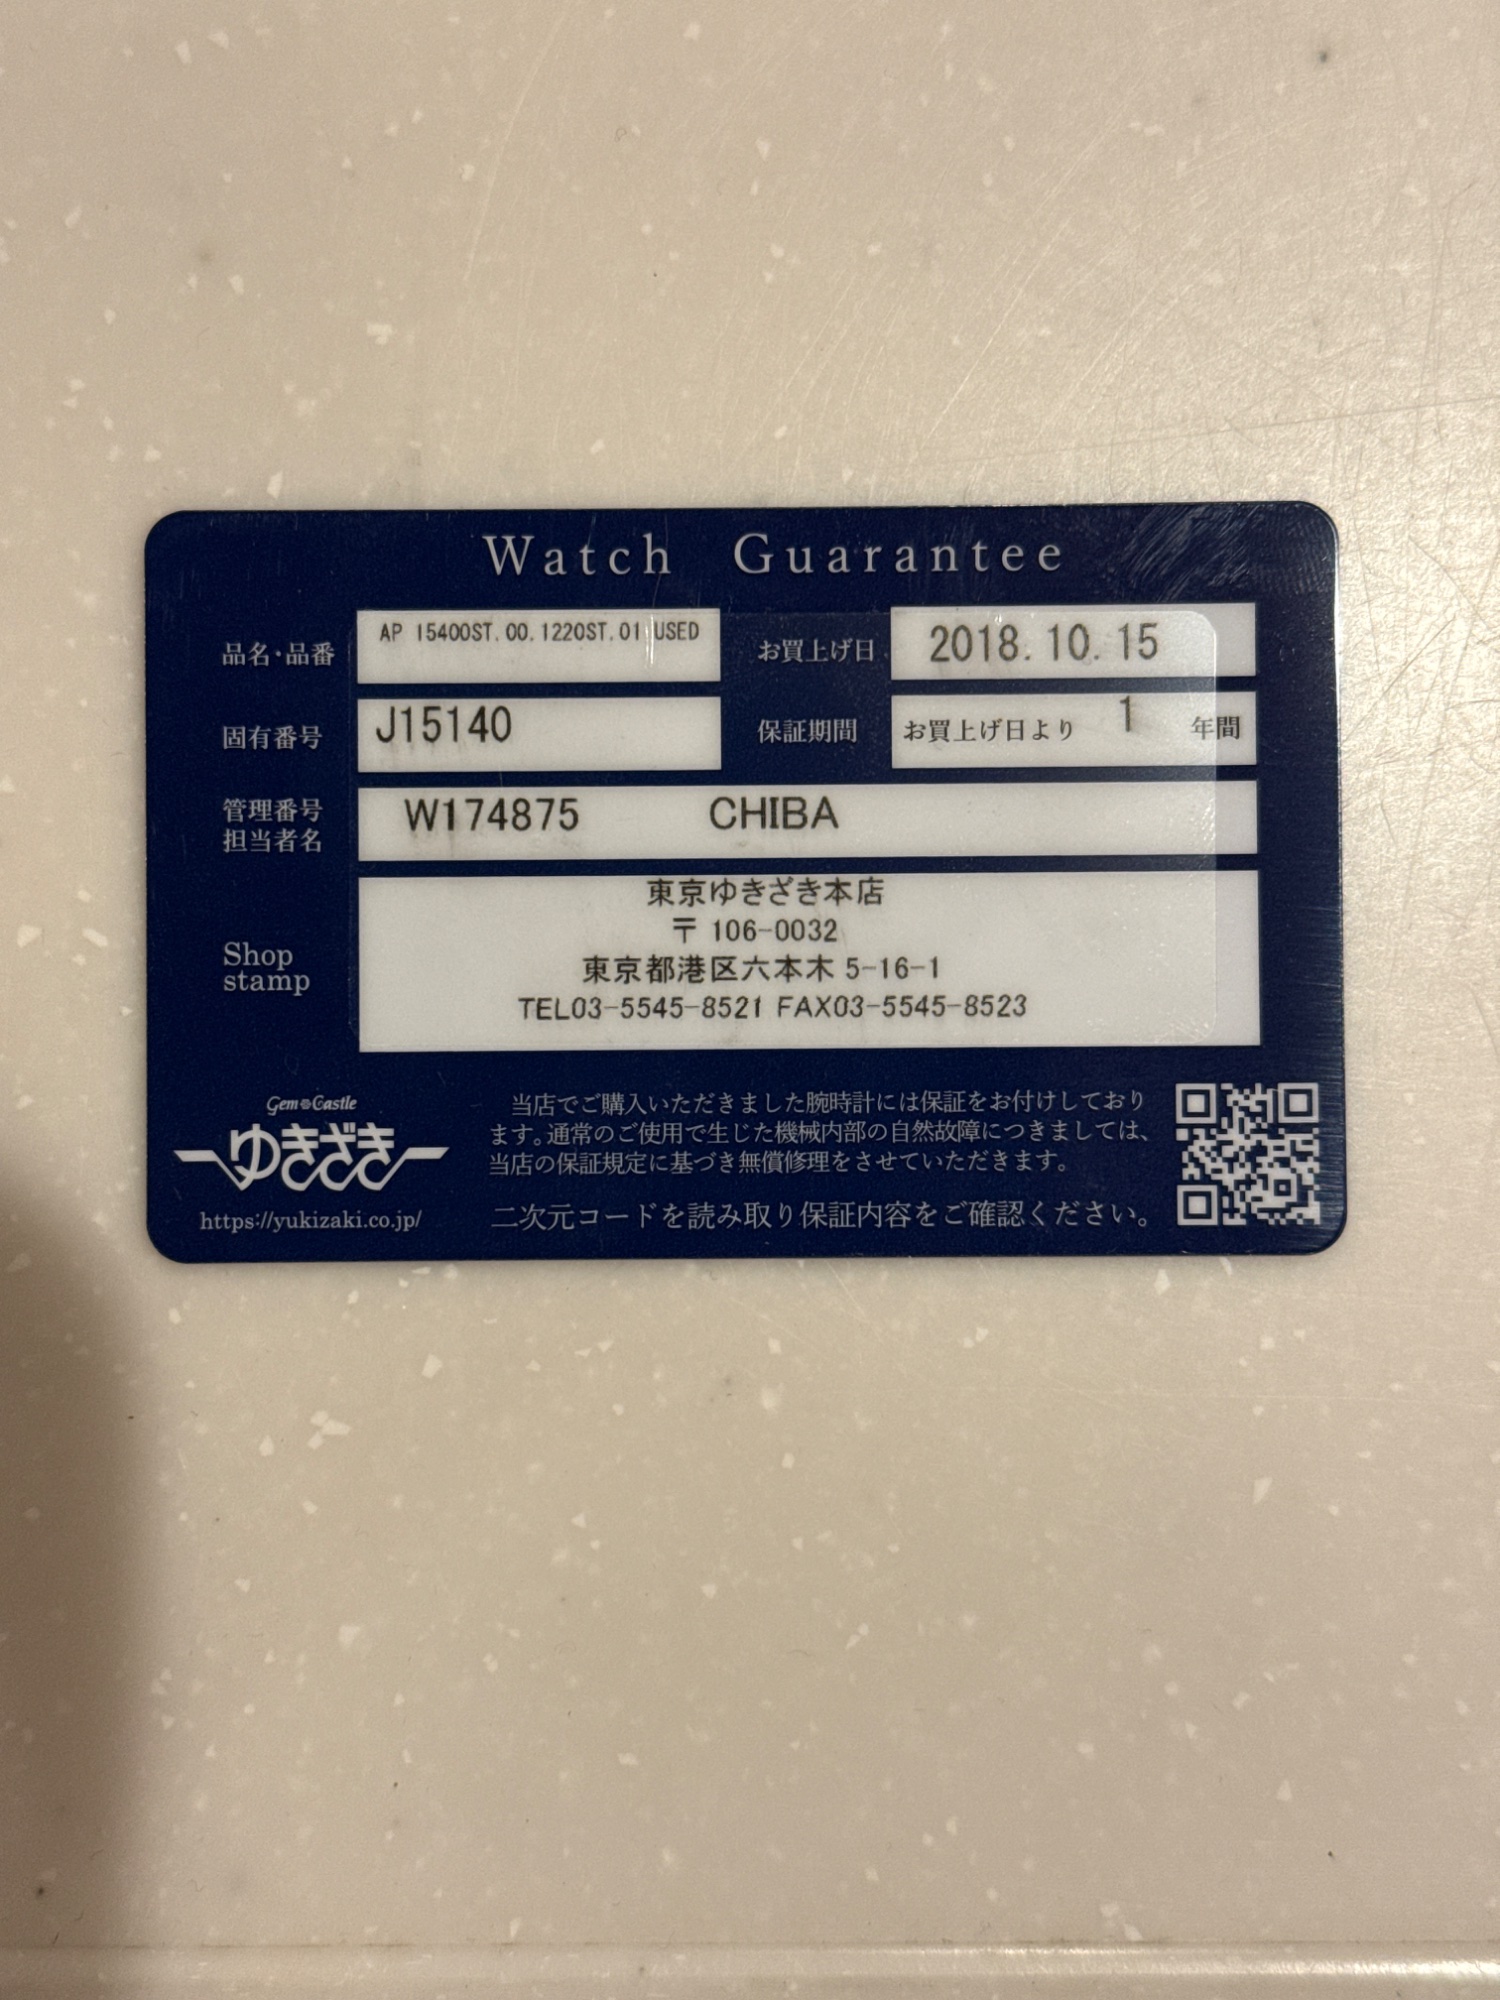 Watch Guarantee
品名・品番 AP 15400ST.00.1220ST.01 USED お買上げ日 2018.10.15
固有番号 J15140 保証期間 お買上げ日より 1 年間
管理番号
担当者名 W174875 CHIBA
東京ゆきざき本店
〒106-0032
東京都港区六本木 5-16-1
TEL03-5545-8521 FAX03-5545-8523
Shop
stamp
Gem Castle
ゆきざき
https://yukizaki.co.jp/
当店でご購入いただきました腕時計には保証をお付けしており
ます。通常のご使用で生じた機械内部の自然故障につきましては、
当店の保証規定に基づき無償修理をさせていただきます。
二次元コードを読み取り保証内容をご確認ください。